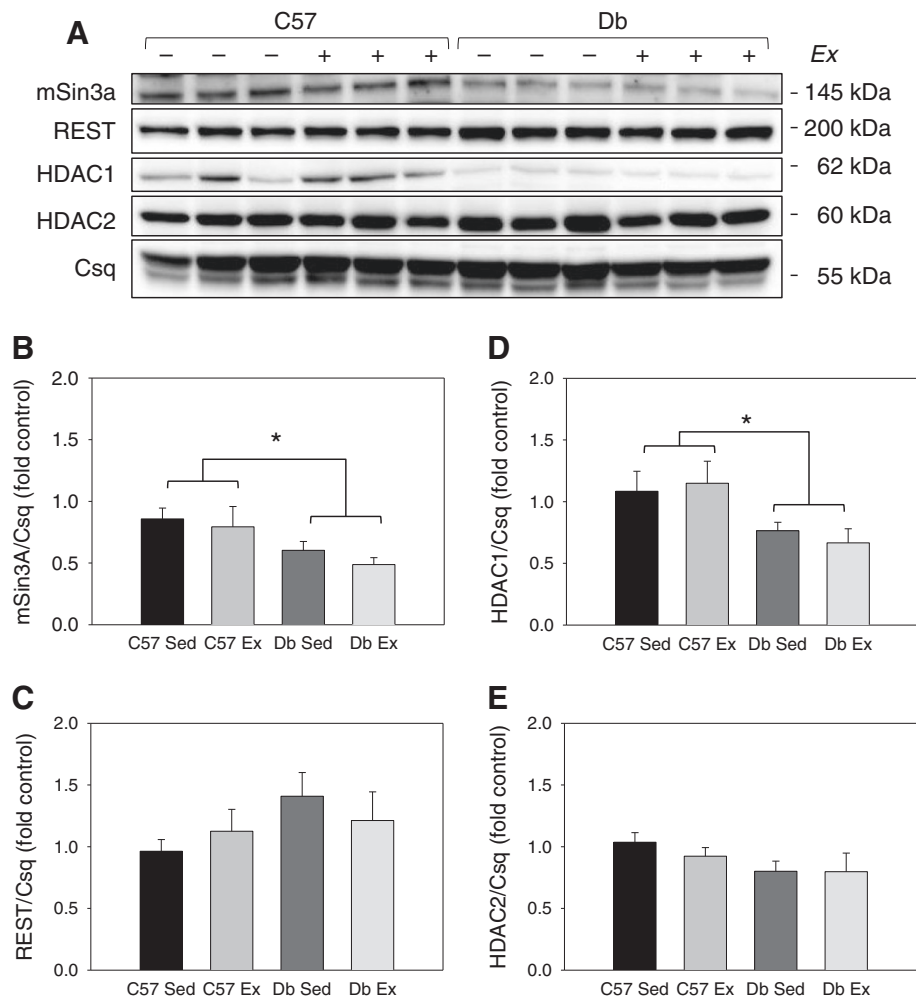 A
C57 Db
– – – + + + – – – + + + Ex
mSin3a - 145 kDa
REST - 200 kDa
HDAC1 - 62 kDa
HDAC2 - 60 kDa
Csq - 55 kDa
B
mSin3A/Csq (fold control)
2.0
1.5
1.0
0.5
0.0
*
C57 Sed C57 Ex Db Sed Db Ex
D
HDAC1/Csq (fold control)
2.0
1.5
1.0
0.5
0.0
*
C57 Sed C57 Ex Db Sed Db Ex
C
REST/Csq (fold control)
2.0
1.5
1.0
0.5
0.0
C57 Sed C57 Ex Db Sed Db Ex
E
HDAC2/Csq (fold control)
2.0
1.5
1.0
0.5
0.0
C57 Sed C57 Ex Db Sed Db Ex